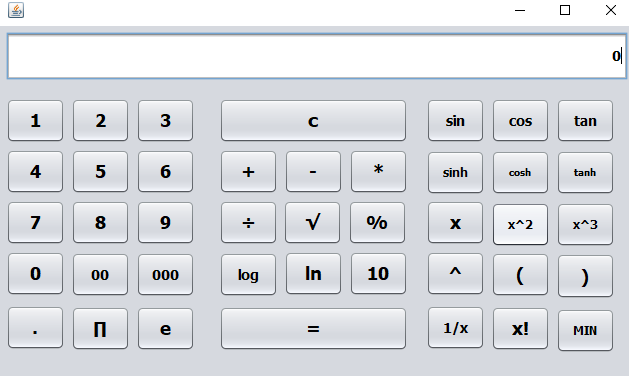 0
1 2 3 c sin cos tan
4 5 6 + - * sinh cosh tanh
7 8 9 ÷ √ % x x^2 x^3
0 00 000 log ln 10 ^ ( )
. ∏ e = 1/x x! MIN